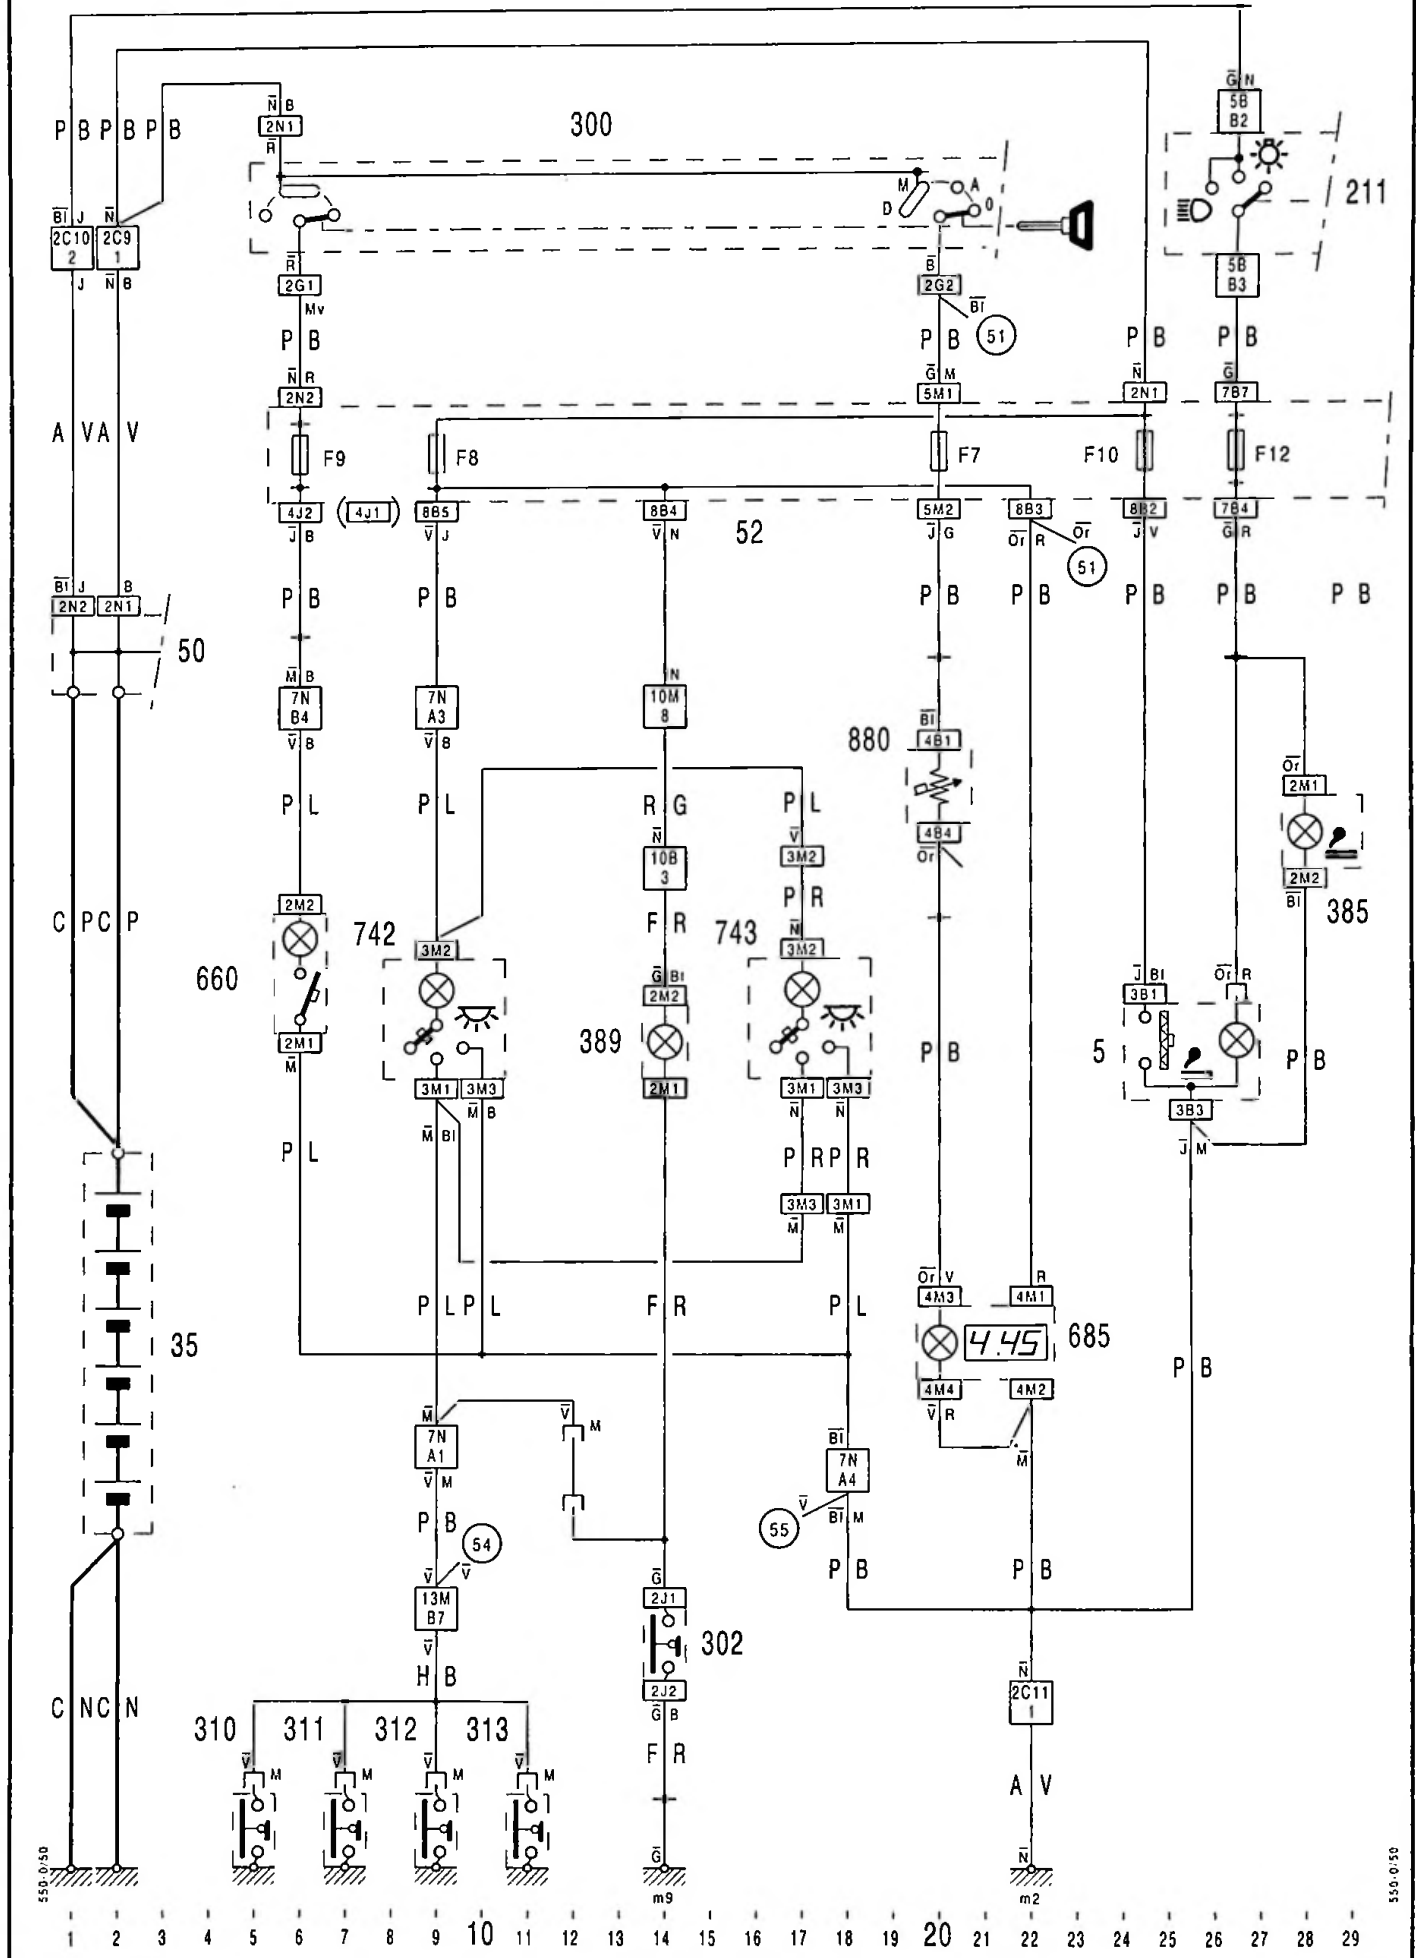 P B P B P B
N B
2N1
R
300
G N
5B
B2
211
M A
D 0
BI J N
2C10 2C9
2 1
J N B
R
2G1
Mv
P B
N R
2N2
B
2G2
BI
51
P B
G M
5M1
P B
N
2N1
5B
B3
P B
G
7B7
A V A V
F9 F8 F7 F10 F12
4J2 (4J1) 8B5 8B4 5M2 8B3 8B2 7B4
J B V J V N 52 J G Or R Or J V G R
51
BI J B
2N2 2N1
P B P B P B P B P B P B P B
50
M B
7N
B4
V B
7N
A3
V B
N
10M
8
BI
880 4B1
4B4
Or
Or
2M1
2M2
BI
385
P L P L R G P L
N
10B
3
V
3M2
P R
F R
N
3M2
C P C P
2M2
660
2M1
M
742 3M2
743
G BI
2M2
389
2M1
J BI Or R
3B1
5
3B3
J M
P B
P B
3M1 3M3
M BI M B
3M1 3M3
N N
P R P R
3M3 3M1
M M
P L
35
P L P L F R P L
Or V R
4M3 4M1
4.45 685
4M4 4M2
V R M
P B
M
7N
A1
V M
V M
P B
54
V V
13M
B7
V
H B
BI
7N
A4
V
55 BI M
P B P B
G
2J1
302
2J2
G B
F R
N
2C11
1
A V
C N C N
310 311 312 313
V M V M V M V M
G
m9
N
m2
550-0/50
550-0/50
1 2 3 4 5 6 7 8 9 10 11 12 13 14 15 16 17 18 19 20 21 22 23 24 25 26 27 28 29